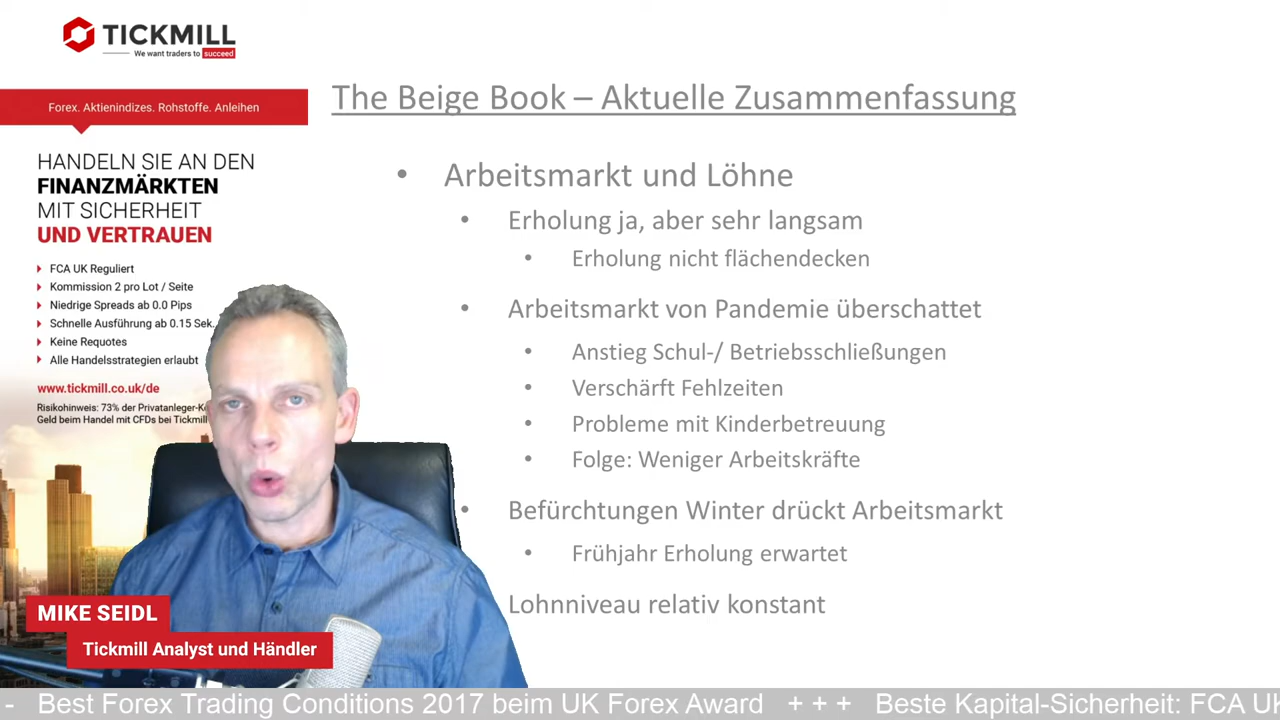 TICKMILL
We want traders to succeed
Forex. Aktienindizes. Rohstoffe. Anleihen
HANDELN SIE AN DEN
FINANZMÄRKTEN
MIT SICHERHEIT
UND VERTRAUEN
FCA UK Reguliert
Kommission 2 pro Lot / Seite
Niedrige Spreads ab 0.0 Pips
Schnelle Ausführung ab 0.15 Sek.
Keine Requotes
Alle Handelsstrategien erlaubt
www.tickmill.co.uk/de
Risikohinweis: 73% der Privatanleger-
Geld beim Handel mit CFDs bei Tickmill
MIKE SEIDL
Tickmill Analyst und Händler
The Beige Book – Aktuelle Zusammenfassung
• Arbeitsmarkt und Löhne
• Erholung ja, aber sehr langsam
• Erholung nicht flächendecken
• Arbeitsmarkt von Pandemie überschattet
• Anstieg Schul-/ Betriebsschließungen
• Verschärft Fehlzeiten
• Probleme mit Kinderbetreuung
• Folge: Weniger Arbeitskräfte
• Befürchtungen Winter drückt Arbeitsmarkt
• Frühjahr Erholung erwartet
Lohnniveau relativ konstant
- Best Forex Trading Conditions 2017 beim UK Forex Award + + + Beste Kapital-Sicherheit: FCA